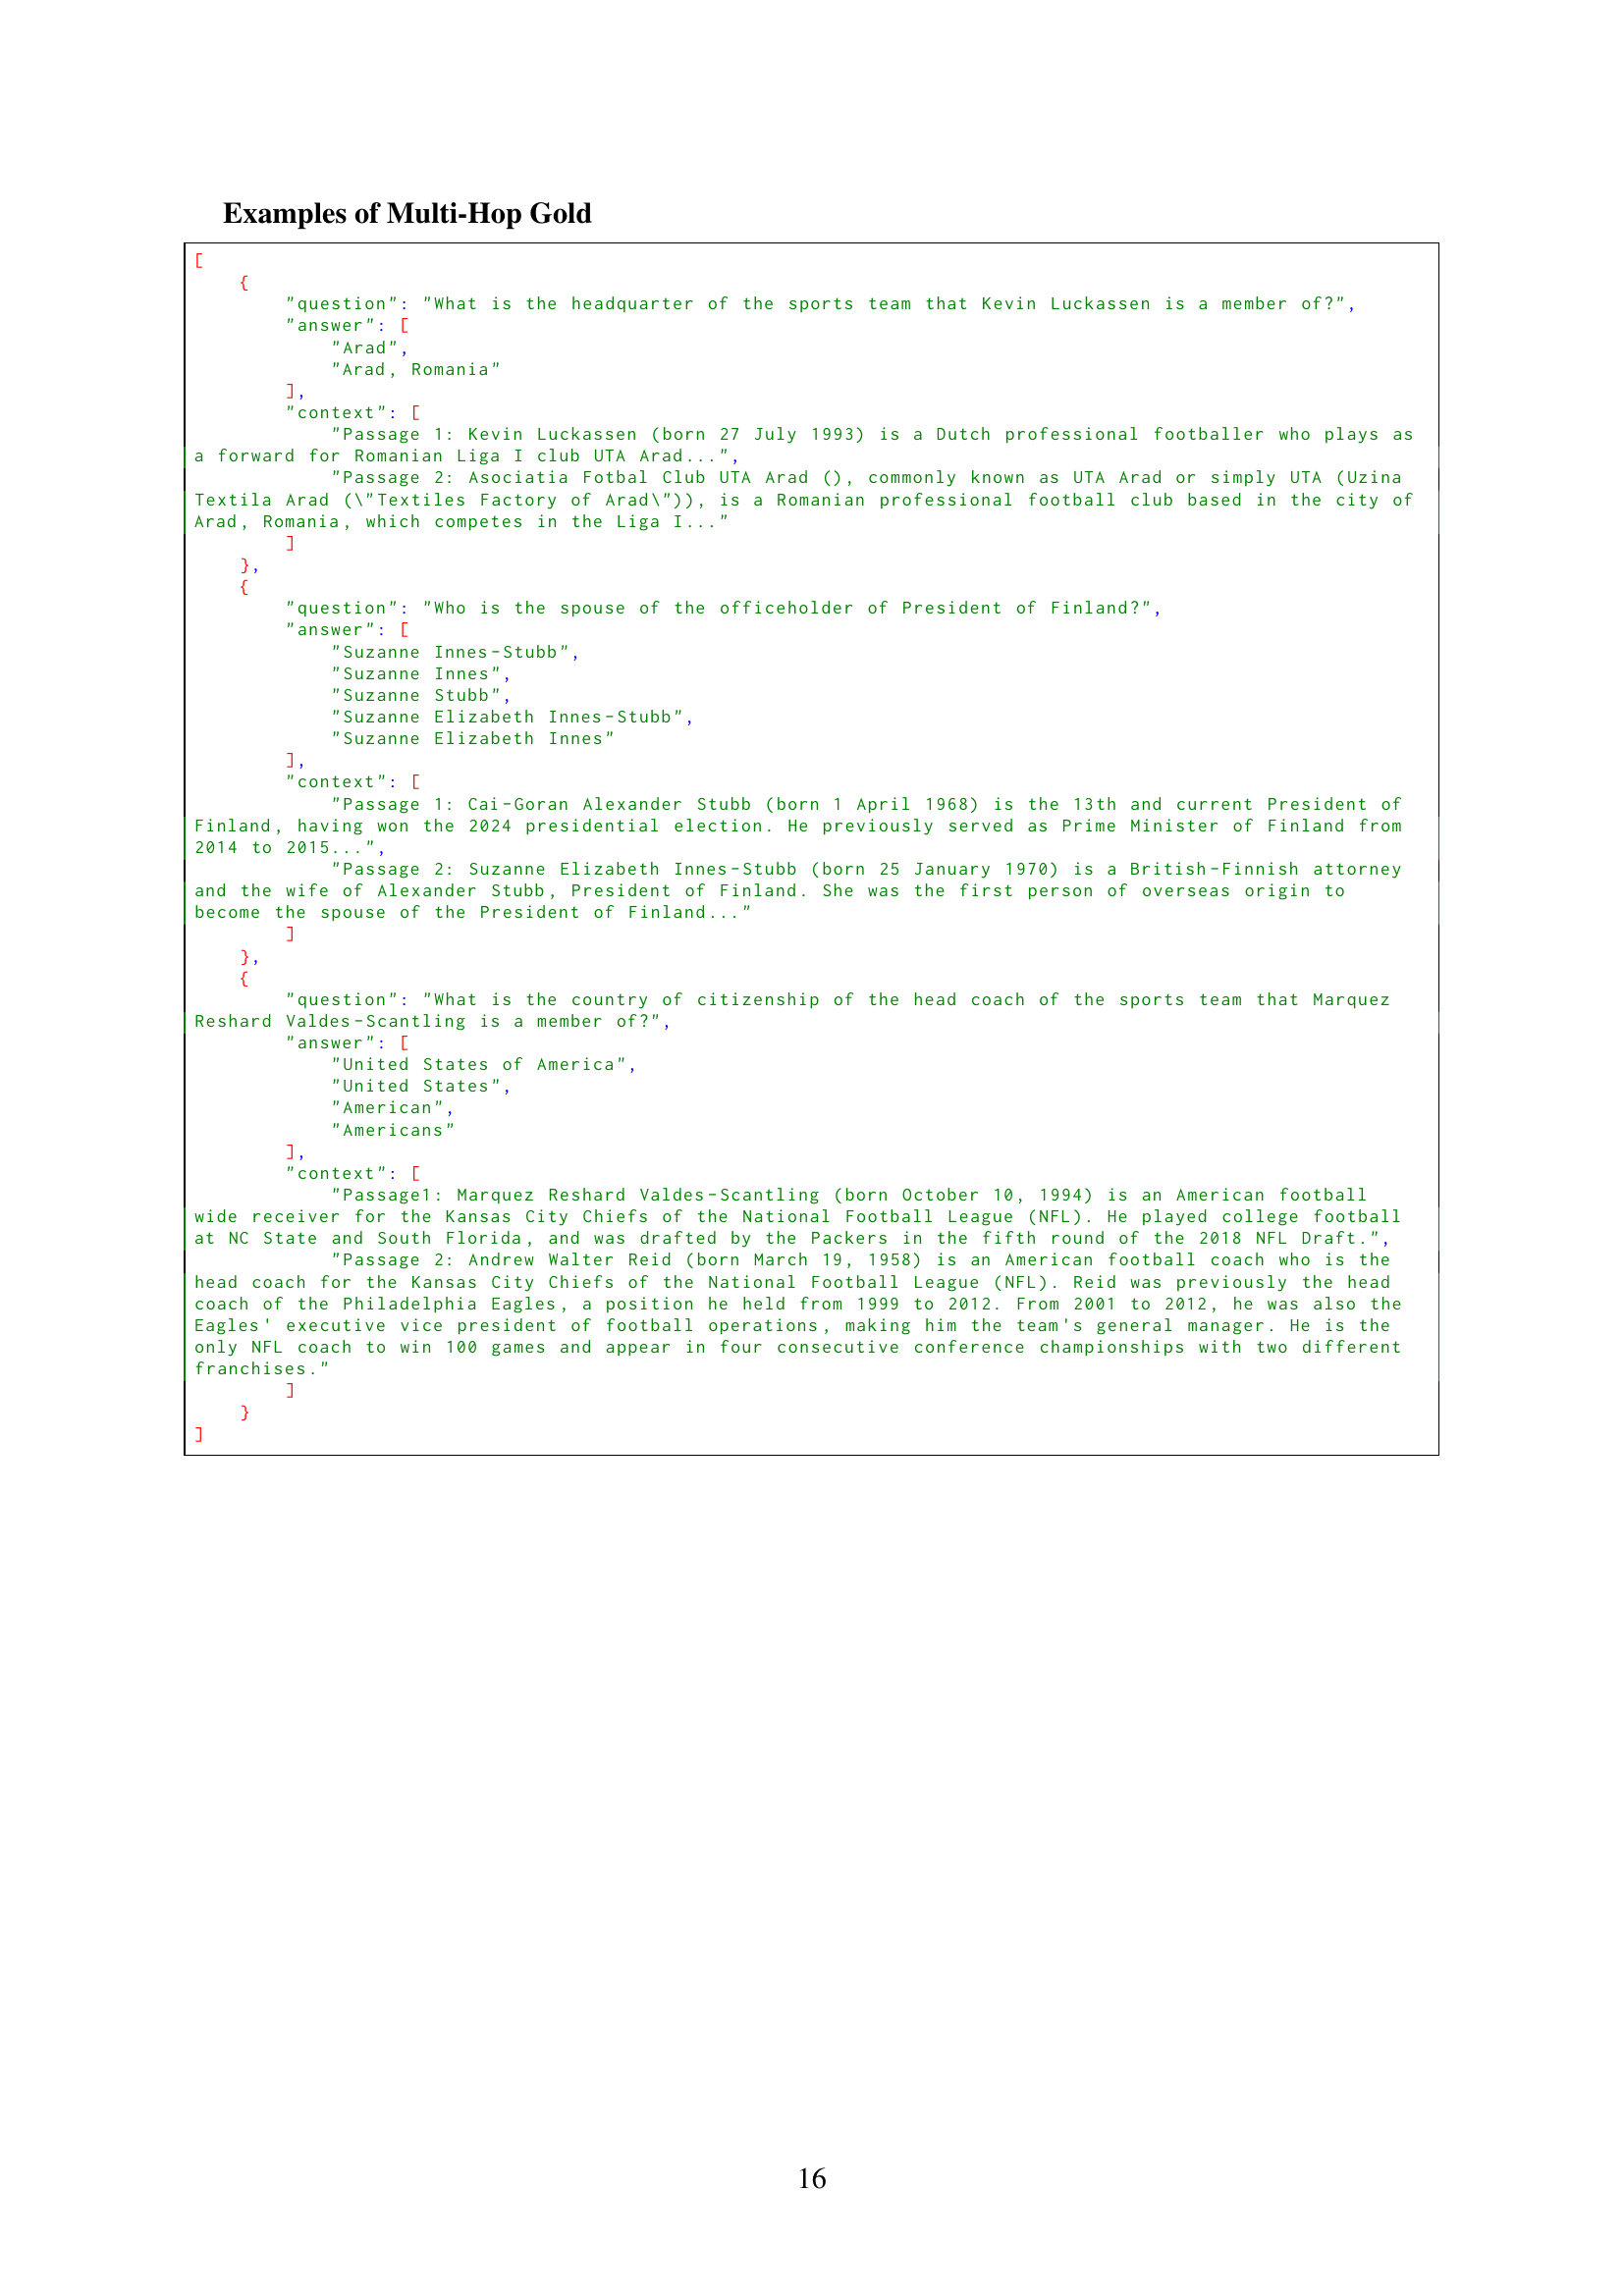 Examples of Multi-Hop Gold
[
    {
        "question": "What is the headquarter of the sports team that Kevin Luckassen is a member of?",
        "answer": [
            "Arad",
            "Arad, Romania"
        ],
        "context": [
            "Passage 1: Kevin Luckassen (born 27 July 1993) is a Dutch professional footballer who plays as
a forward for Romanian Liga I club UTA Arad...",
            "Passage 2: Asociatia Fotbal Club UTA Arad (), commonly known as UTA Arad or simply UTA (Uzina
Textila Arad (\"Textiles Factory of Arad\")), is a Romanian professional football club based in the city of
Arad, Romania, which competes in the Liga I..."
        ]
    },
    {
        "question": "Who is the spouse of the officeholder of President of Finland?",
        "answer": [
            "Suzanne Innes-Stubb",
            "Suzanne Innes",
            "Suzanne Stubb",
            "Suzanne Elizabeth Innes-Stubb",
            "Suzanne Elizabeth Innes"
        ],
        "context": [
            "Passage 1: Cai-Goran Alexander Stubb (born 1 April 1968) is the 13th and current President of
Finland, having won the 2024 presidential election. He previously served as Prime Minister of Finland from
2014 to 2015...",
            "Passage 2: Suzanne Elizabeth Innes-Stubb (born 25 January 1970) is a British-Finnish attorney
and the wife of Alexander Stubb, President of Finland. She was the first person of overseas origin to
become the spouse of the President of Finland..."
        ]
    },
    {
        "question": "What is the country of citizenship of the head coach of the sports team that Marquez
Reshard Valdes-Scantling is a member of?",
        "answer": [
            "United States of America",
            "United States",
            "American",
            "Americans"
        ],
        "context": [
            "Passage1: Marquez Reshard Valdes-Scantling (born October 10, 1994) is an American football
wide receiver for the Kansas City Chiefs of the National Football League (NFL). He played college football
at NC State and South Florida, and was drafted by the Packers in the fifth round of the 2018 NFL Draft.",
            "Passage 2: Andrew Walter Reid (born March 19, 1958) is an American football coach who is the
head coach for the Kansas City Chiefs of the National Football League (NFL). Reid was previously the head
coach of the Philadelphia Eagles, a position he held from 1999 to 2012. From 2001 to 2012, he was also the
Eagles' executive vice president of football operations, making him the team's general manager. He is the
only NFL coach to win 100 games and appear in four consecutive conference championships with two different
franchises."
        ]
    }
]
16